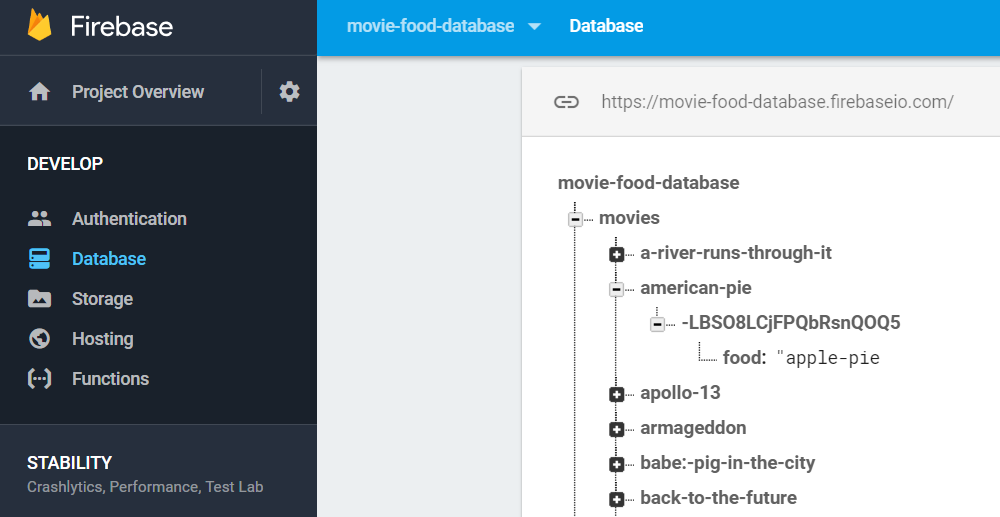 Firebase
movie-food-database Database
Project Overview
https://movie-food-database.firebaseio.com/
DEVELOP
Authentication
Database
Storage
Hosting
Functions
STABILITY
Crashlytics, Performance, Test Lab
movie-food-database
movies
a-river-runs-through-it
american-pie
-LBSO8LCjFPQbRsnQOQ5
food: "apple-pie
apollo-13
armageddon
babe:-pig-in-the-city
back-to-the-future